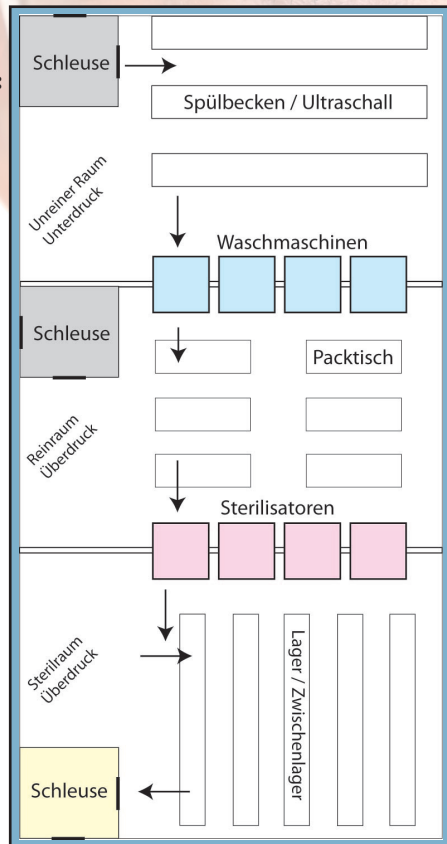 Schleuse
Spülbecken / Ultraschall
Unreiner Raum
Unterdruck
Waschmaschinen
Schleuse
Packtisch
Reinraum
Überdruck
Sterilisatoren
Sterilraum
Überdruck
Lager / Zwischenlager
Schleuse